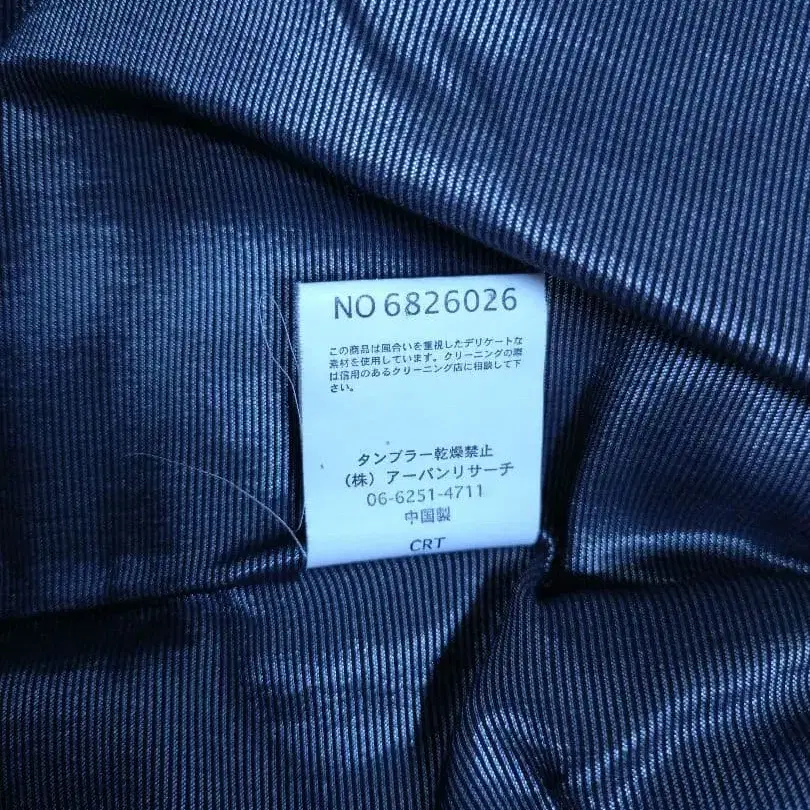 NO 6826026
この商品は風合いを重視したデリケートな
素材を使用しています。クリーニングの際
は信用のあるクリーニング店に相談して下
さい。
タンブラー乾燥禁止
（株）アーバンリサーチ
06-6251-4711
中国製
CRT